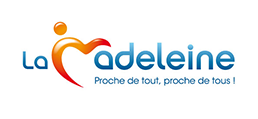 La Madeleine
Proche de tout, proche de tous !